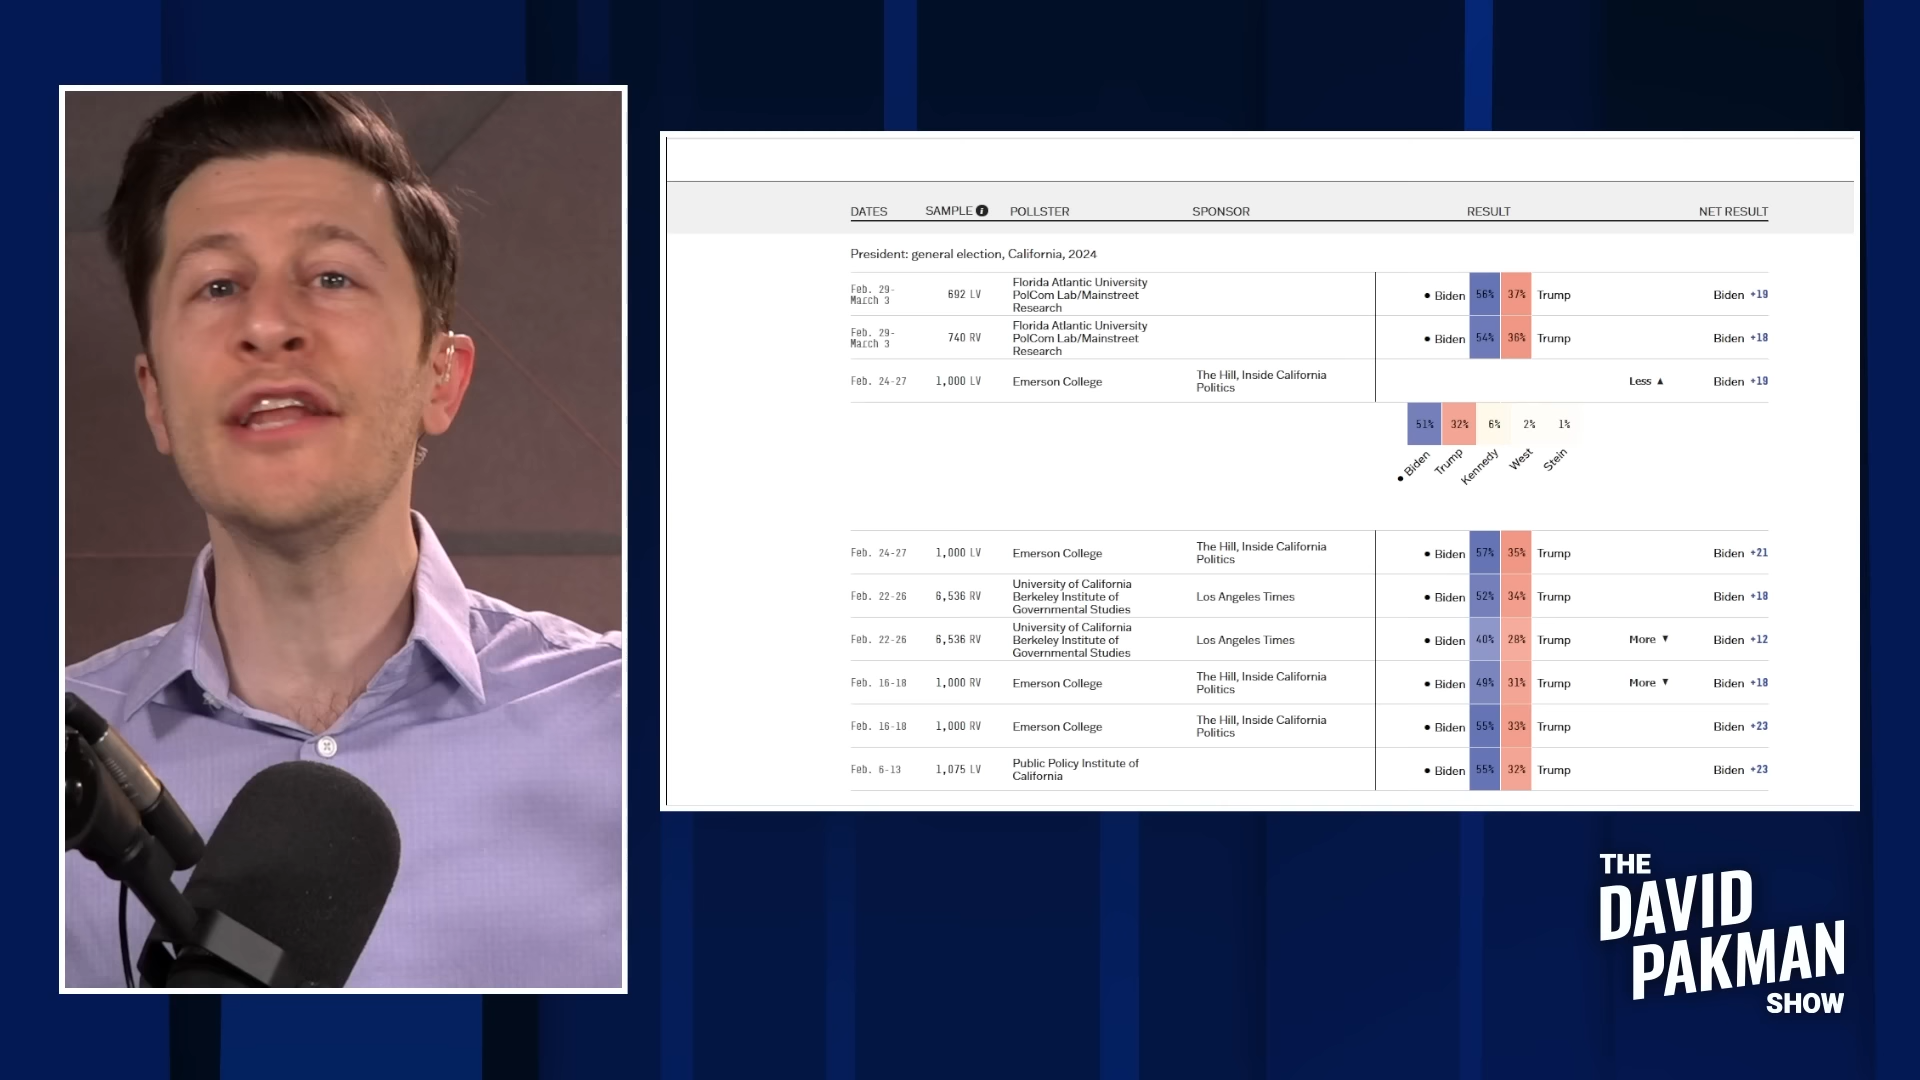 DATES SAMPLE i POLLSTER SPONSOR RESULT NET RESULT
President: general election, California, 2024
Feb. 29-
March 3
692 LV
Florida Atlantic University
PolCom Lab/Mainstreet
Research
• Biden 56% 37% Trump
Biden +19
Feb. 29-
March 3
740 RV
Florida Atlantic University
PolCom Lab/Mainstreet
Research
• Biden 54% 36% Trump
Biden +18
Feb. 24-27
1,000 LV
Emerson College
The Hill, Inside California
Politics
Less ▲
Biden +19
51% 32% 6% 2% 1%
• Biden Trump Kennedy West Stein
Feb. 24-27
1,000 LV
Emerson College
The Hill, Inside California
Politics
• Biden 57% 35% Trump
Biden +21
Feb. 22-26
6,536 RV
University of California
Berkeley Institute of
Governmental Studies
Los Angeles Times
• Biden 52% 34% Trump
Biden +18
Feb. 22-26
6,536 RV
University of California
Berkeley Institute of
Governmental Studies
Los Angeles Times
• Biden 40% 28% Trump
More ▼
Biden +12
Feb. 16-18
1,000 RV
Emerson College
The Hill, Inside California
Politics
• Biden 49% 31% Trump
More ▼
Biden +18
Feb. 16-18
1,000 RV
Emerson College
The Hill, Inside California
Politics
• Biden 55% 33% Trump
Biden +23
Feb. 6-13
1,075 LV
Public Policy Institute of
California
• Biden 55% 32% Trump
Biden +23
THE
DAVID
PAKMAN
SHOW